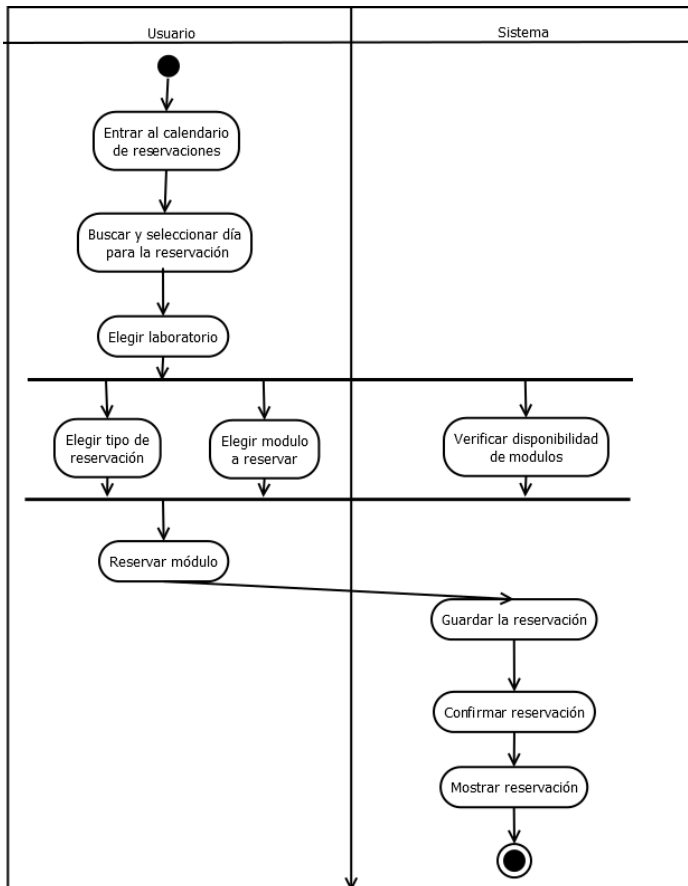 Usuario
Sistema
Entrar al calendario
de reservaciones
Buscar y seleccionar día
para la reservación
Elegir laboratorio
Elegir tipo de
reservación
Elegir modulo
a reservar
Verificar disponibilidad
de modulos
Reservar módulo
Guardar la reservación
Confirmar reservación
Mostrar reservación